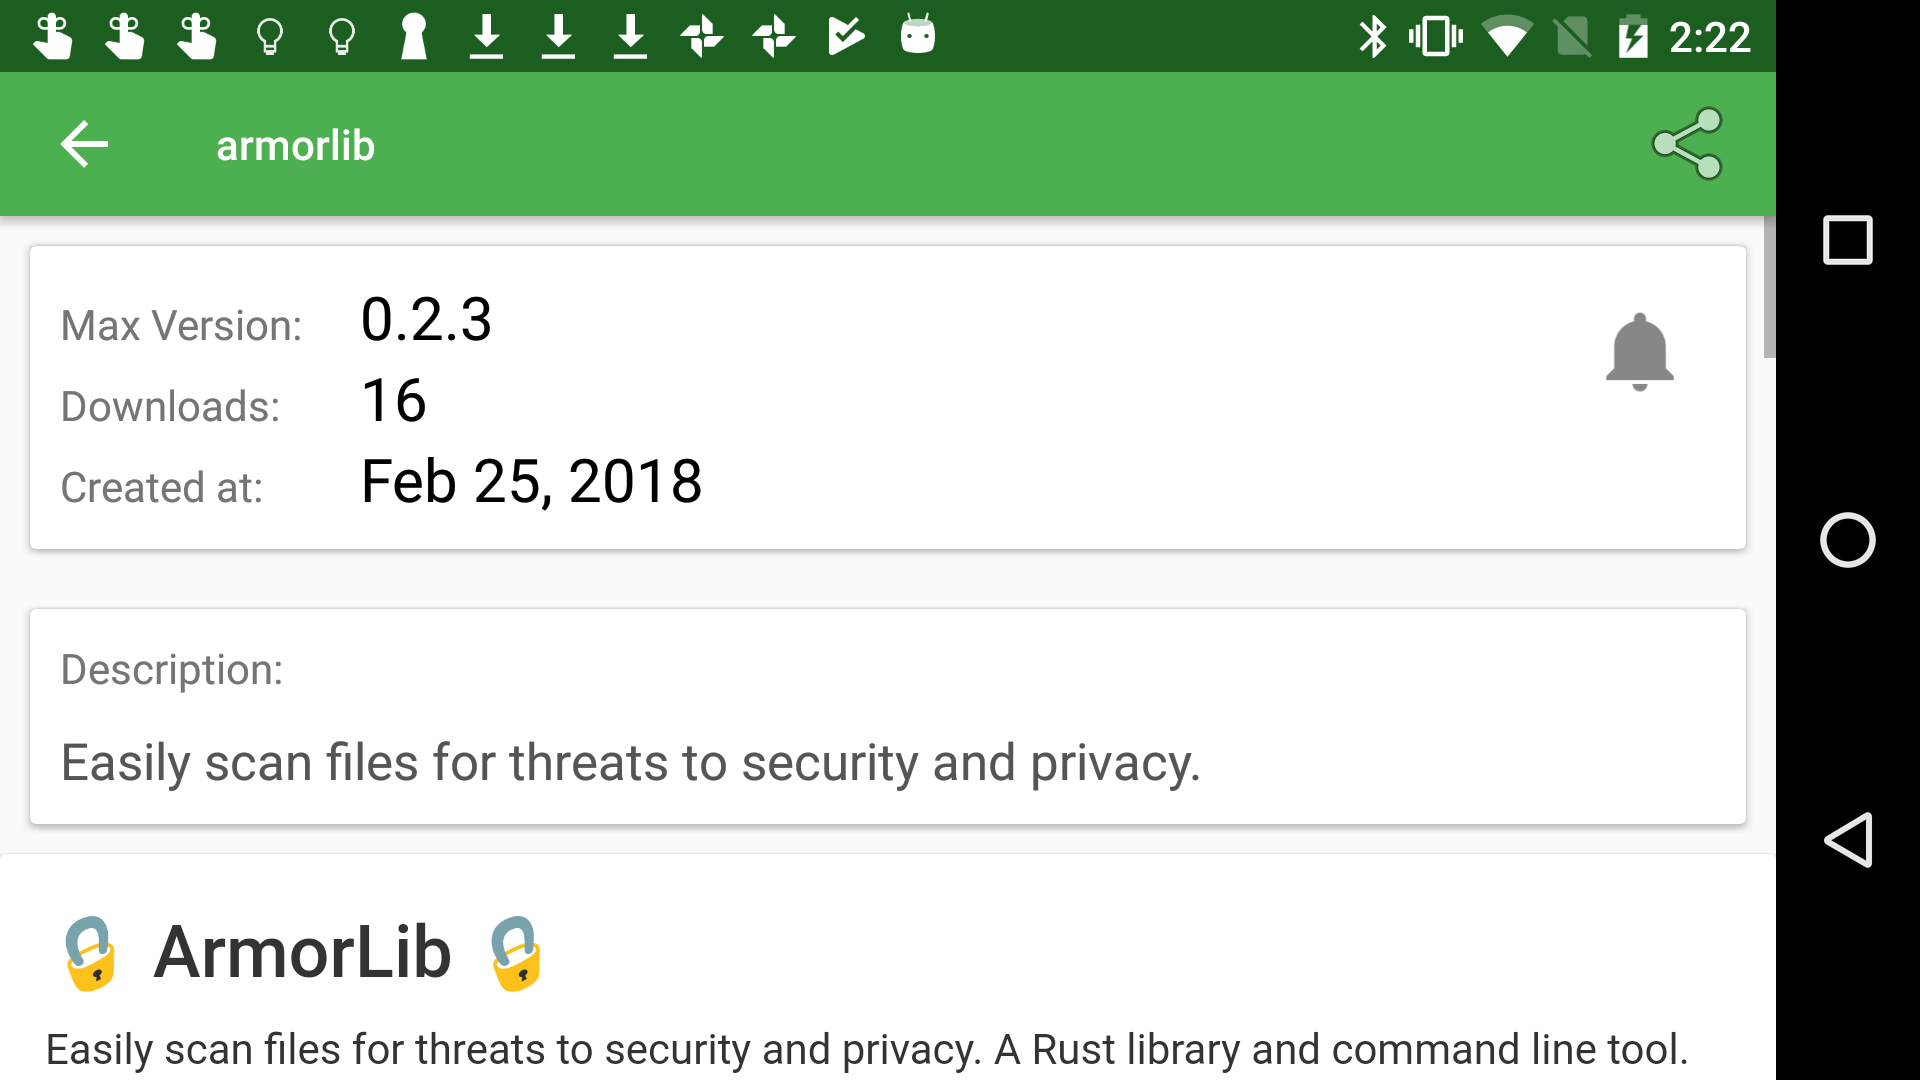 2:22
armorlib
Max Version: 0.2.3
Downloads: 16
Created at: Feb 25, 2018
Description:
Easily scan files for threats to security and privacy.
🔓 ArmorLib 🔓
Easily scan files for threats to security and privacy. A Rust library and command line tool.